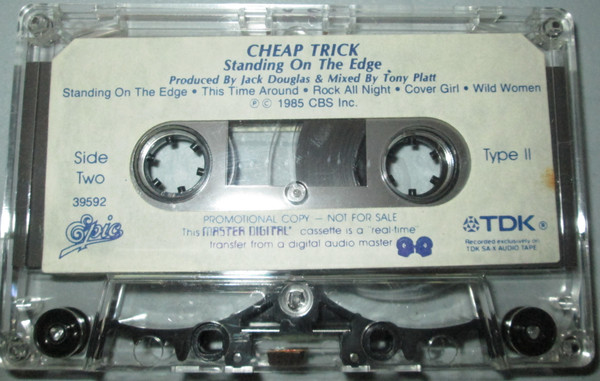 CHEAP TRICK
Standing On The Edge
Produced By Jack Douglas & Mixed By Tony Platt
Standing On The Edge • This Time Around • Rock All Night • Cover Girl • Wild Women
℗ © 1985 CBS Inc.
Side
Two
39592
Type II
Epic
PROMOTIONAL COPY — NOT FOR SALE
This MASTER DIGITAL™ cassette is a "real-time"
transfer from a digital audio master
TDK®
Recorded exclusively on
TDK SA-X AUDIO TAPE